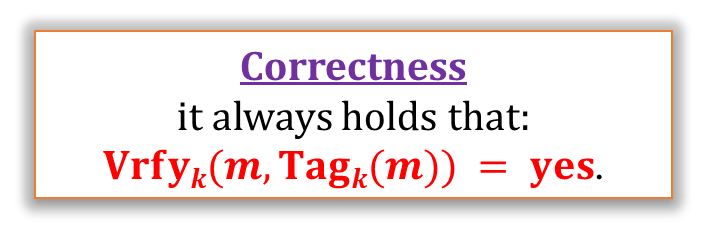 Correctness
it always holds that:
Vrfyₖ(m, Tagₖ(m)) = yes.